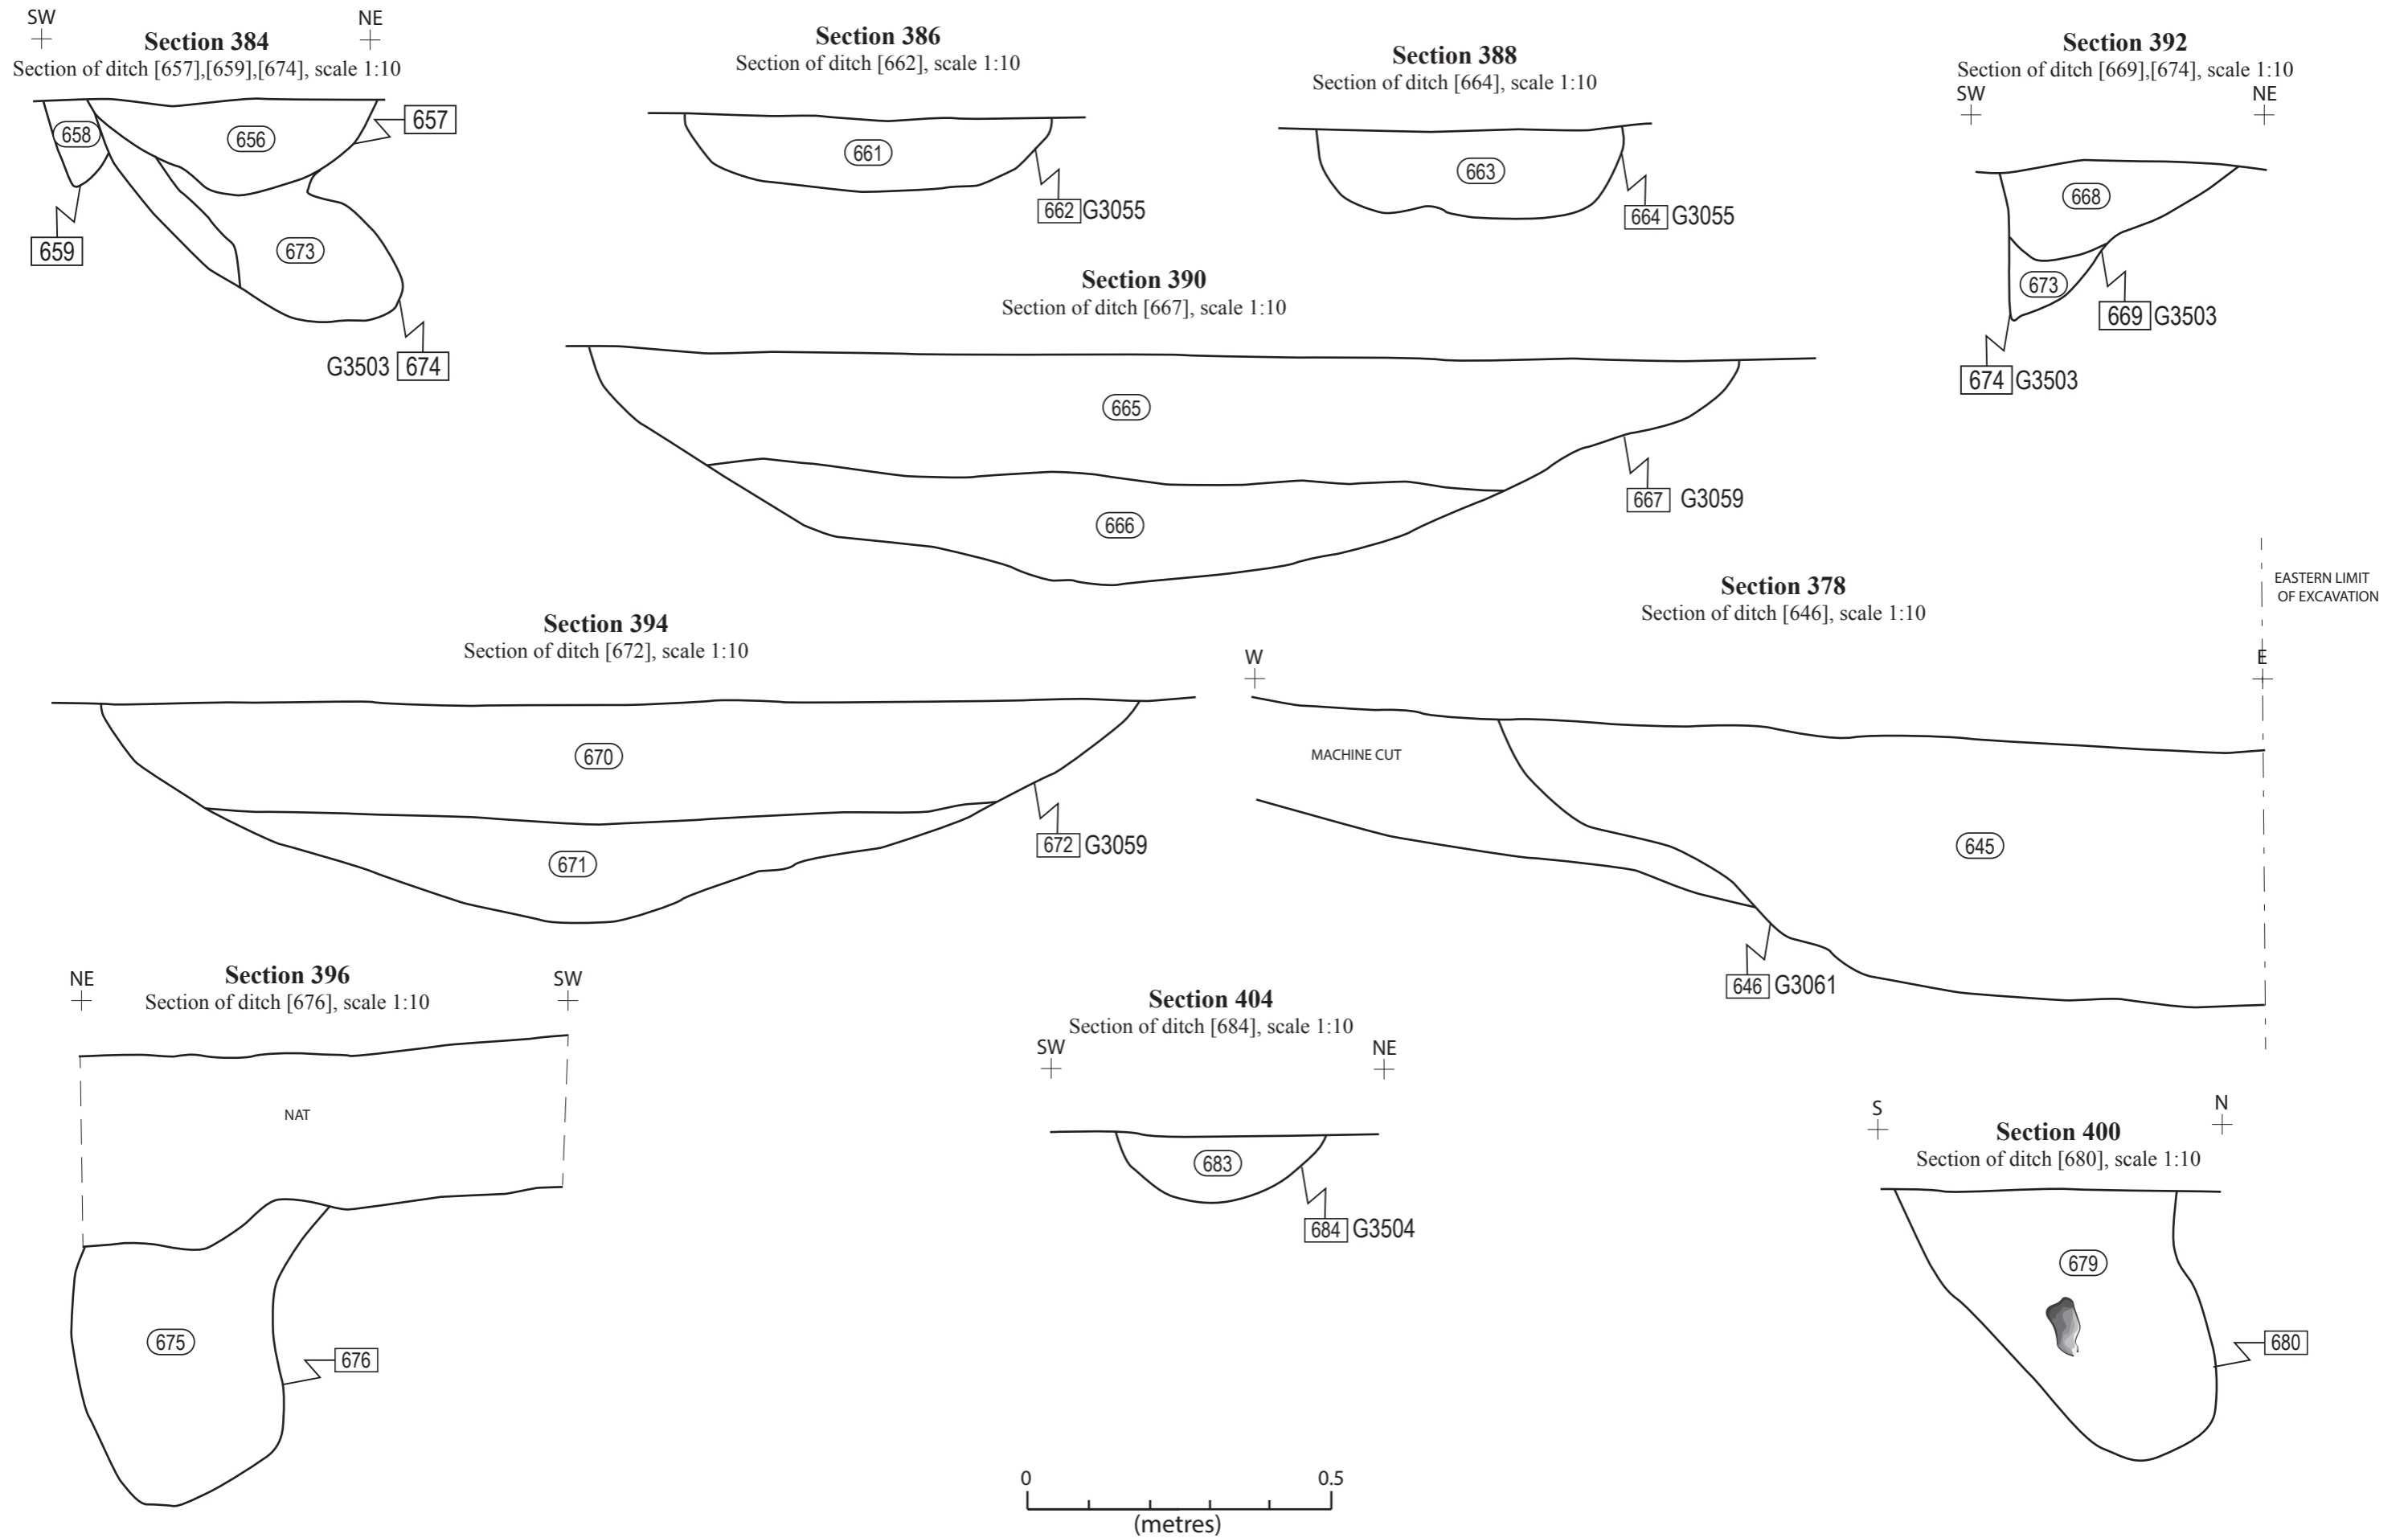 SW
NE
Section 384
Section of ditch [657],[659],[674], scale 1:10
658
656
657
659
673
G3503 674
Section 386
Section of ditch [662], scale 1:10
661
662 G3055
Section 388
Section of ditch [664], scale 1:10
663
664 G3055
Section 392
Section of ditch [669],[674], scale 1:10
SW
NE
668
673
669 G3503
674 G3503
Section 390
Section of ditch [667], scale 1:10
665
666
667 G3059
Section 394
Section of ditch [672], scale 1:10
670
671
672 G3059
Section 378
Section of ditch [646], scale 1:10
EASTERN LIMIT
OF EXCAVATION
W
E
MACHINE CUT
645
646 G3061
NE
SW
Section 396
Section of ditch [676], scale 1:10
NAT
675
676
Section 404
Section of ditch [684], scale 1:10
SW
NE
683
684 G3504
S
N
Section 400
Section of ditch [680], scale 1:10
679
680
0
0.5
(metres)